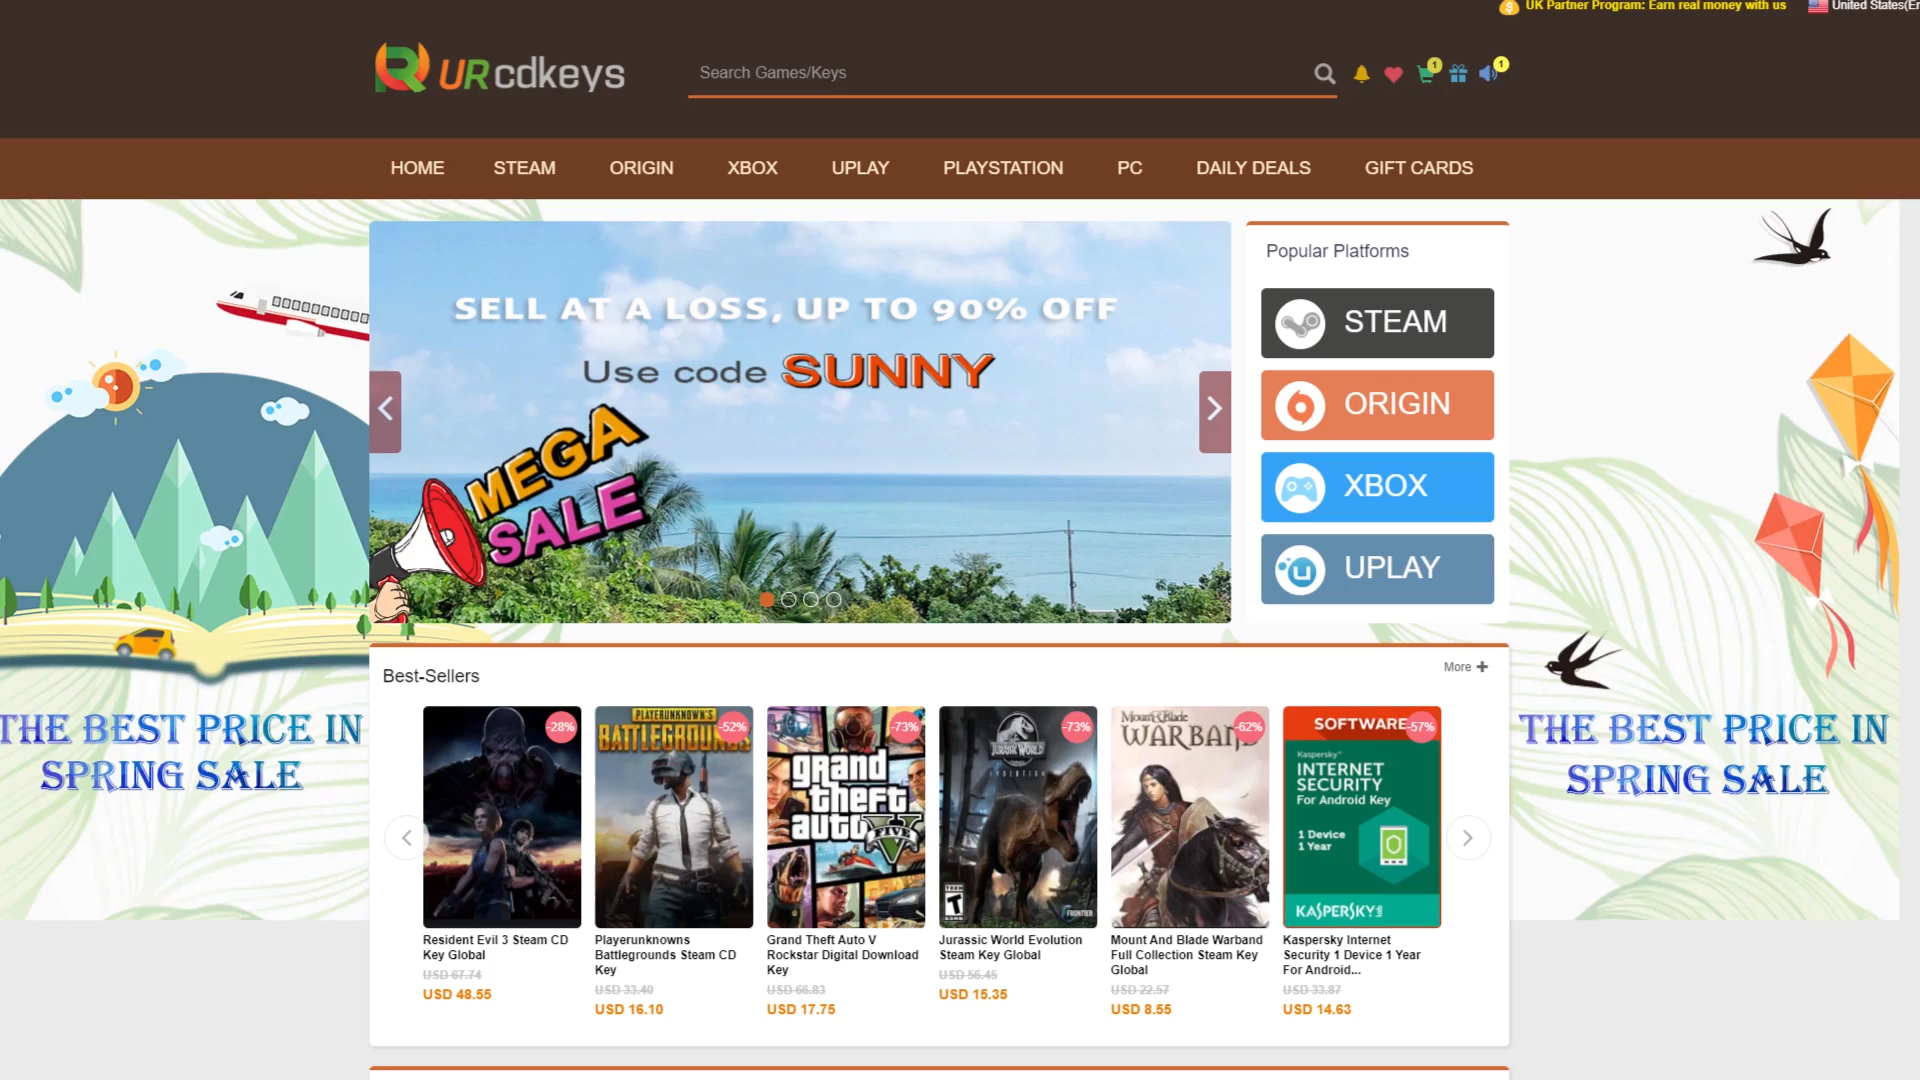 UK Partner Program: Earn real money with us
United States(En
UR cdkeys
Search Games/Keys
1
1
HOME
STEAM
ORIGIN
XBOX
UPLAY
PLAYSTATION
PC
DAILY DEALS
GIFT CARDS
SELL AT A LOSS, UP TO 90% OFF
Use code SUNNY
MEGA
SALE
Popular Platforms
STEAM
ORIGIN
XBOX
UPLAY
THE BEST PRICE IN
SPRING SALE
THE BEST PRICE IN
SPRING SALE
Best-Sellers
More
-28%
Resident Evil 3 Steam CD
Key Global
USD 67.74
USD 48.55
PLAYERUNKNOWN'S
BATTLEGROUNDS
-52%
Playerunknowns
Battlegrounds Steam CD
Key
USD 33.40
USD 16.10
grand
theft
auto
FIVE
-73%
Grand Theft Auto V
Rockstar Digital Download
Key
USD 66.83
USD 17.75
JURASSIC WORLD
EVOLUTION
-73%
TEEN
T
FRONTIER
Jurassic World Evolution
Steam Key Global
USD 56.45
USD 15.35
Mount&Blade
WARBAND
-62%
Mount And Blade Warband
Full Collection Steam Key
Global
USD 22.57
USD 8.55
SOFTWARE
-57%
Kaspersky
INTERNET
SECURITY
For Android Key
1 Device
1 Year
KASPERSKY
Kaspersky Internet
Security 1 Device 1 Year
For Android...
USD 33.87
USD 14.63